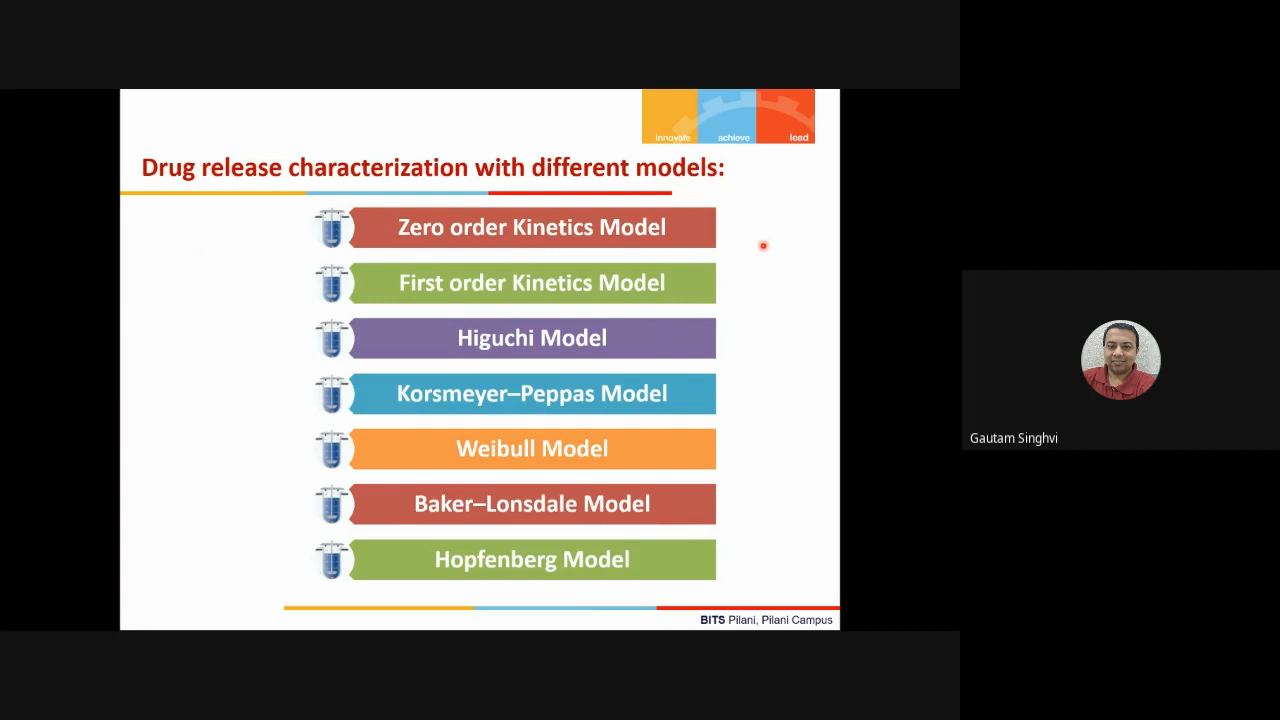 innovate achieve lead
Drug release characterization with different models:
Zero order Kinetics Model
First order Kinetics Model
Higuchi Model
Korsmeyer–Peppas Model
Weibull Model
Baker–Lonsdale Model
Hopfenberg Model
BITS Pilani, Pilani Campus
Gautam Singhvi